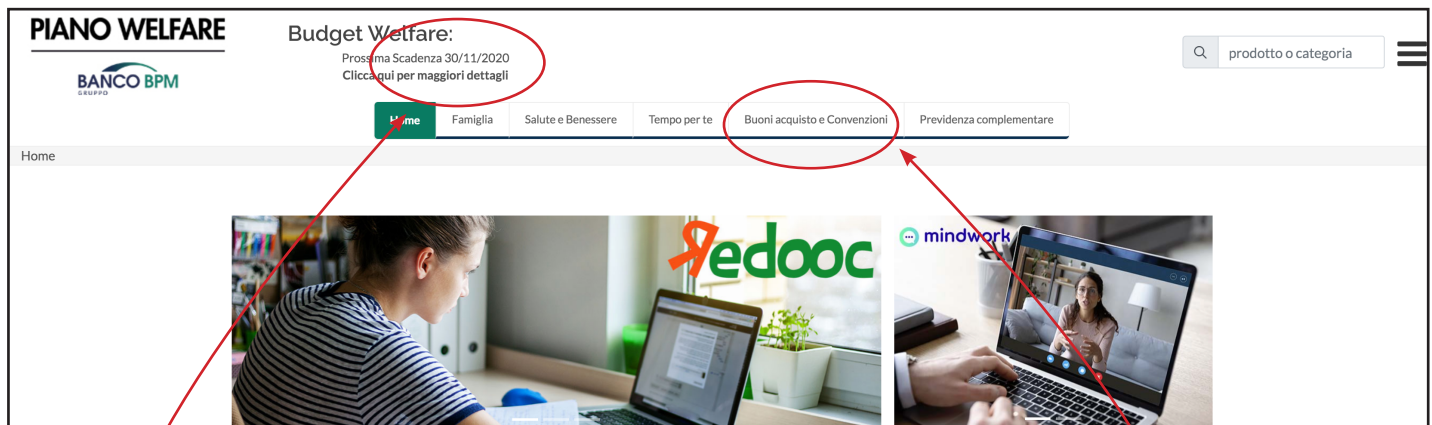 PIANO WELFARE
BANCO BPM
GRUPPO
Budget Welfare:
Prossima Scadenza 30/11/2020
Clicca qui per maggiori dettagli
prodotto o categoria
Home
Famiglia
Salute e Benessere
Tempo per te
Buoni acquisto e Convenzioni
Previdenza complementare
Home
Redooc
mindwork